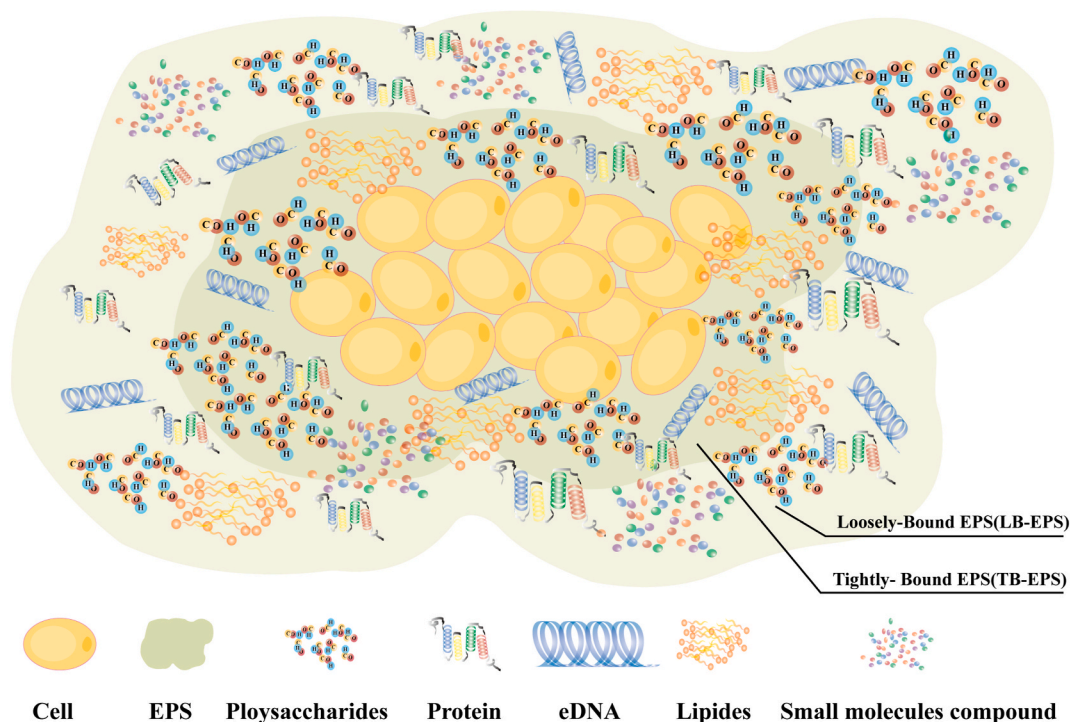 Loosely-Bound EPS(LB-EPS)
Tightly- Bound EPS(TB-EPS)
Cell EPS Ploysaccharides Protein eDNA Lipides Small molecules compound